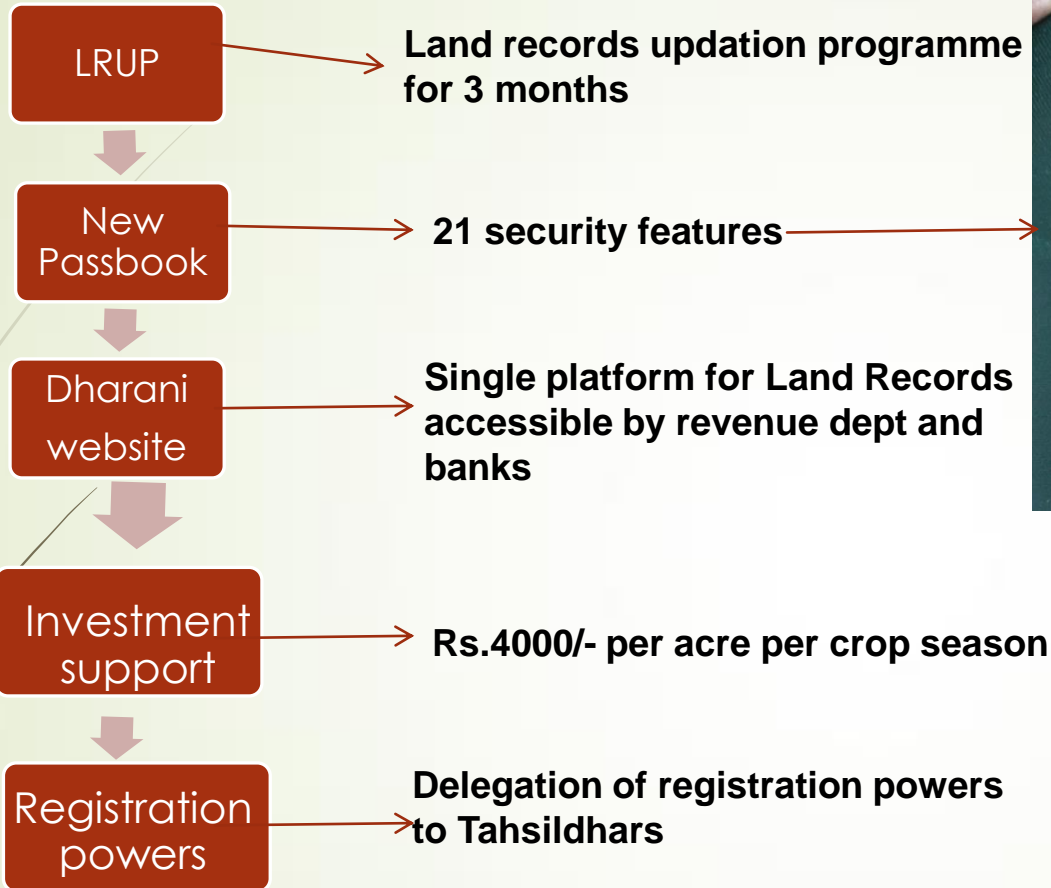 LRUP
Land records updation programme
for 3 months
New
Passbook
21 security features
Dharani
website
Single platform for Land Records
accessible by revenue dept and
banks
Investment
support
Rs.4000/- per acre per crop season
Registration
powers
Delegation of registration powers
to Tahsildhars